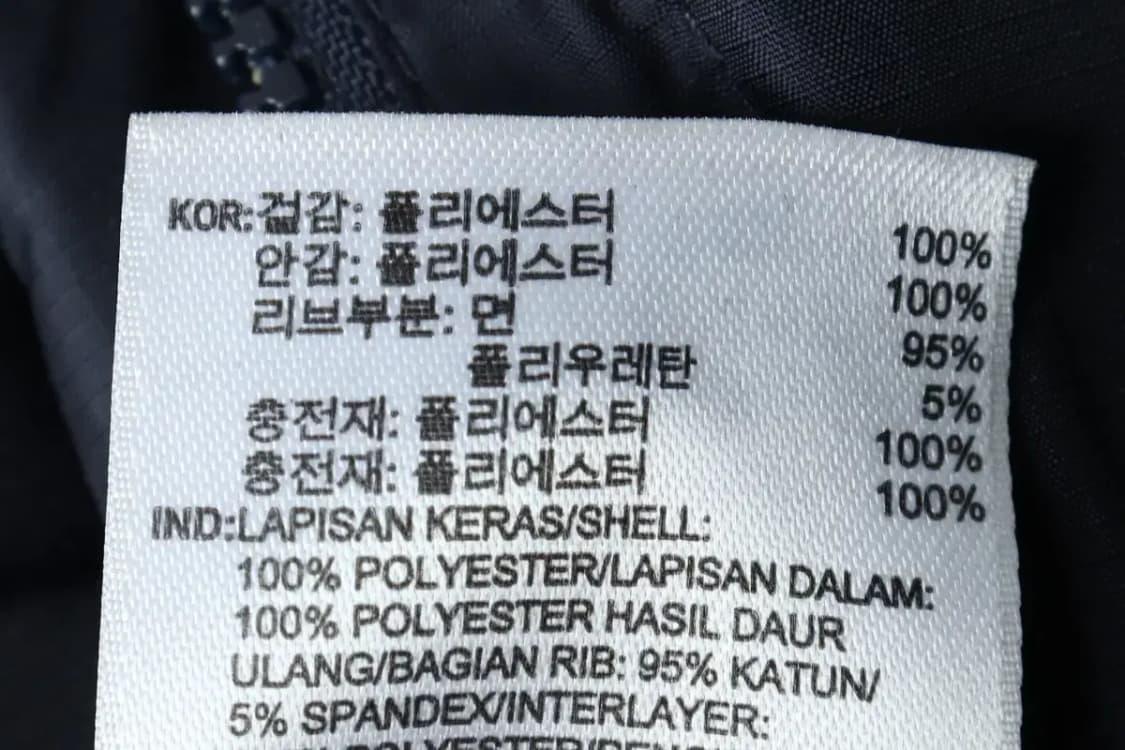 KOR:겉감: 폴리에스터 100%
안감: 폴리에스터 100%
리브부분: 면 95%
폴리우레탄 5%
충전재: 폴리에스터 100%
충전재: 폴리에스터 100%
IND:LAPISAN KERAS/SHELL:
100% POLYESTER/LAPISAN DALAM:
100% POLYESTER HASIL DAUR
ULANG/BAGIAN RIB: 95% KATUN/
5% SPANDEX/INTERLAYER: